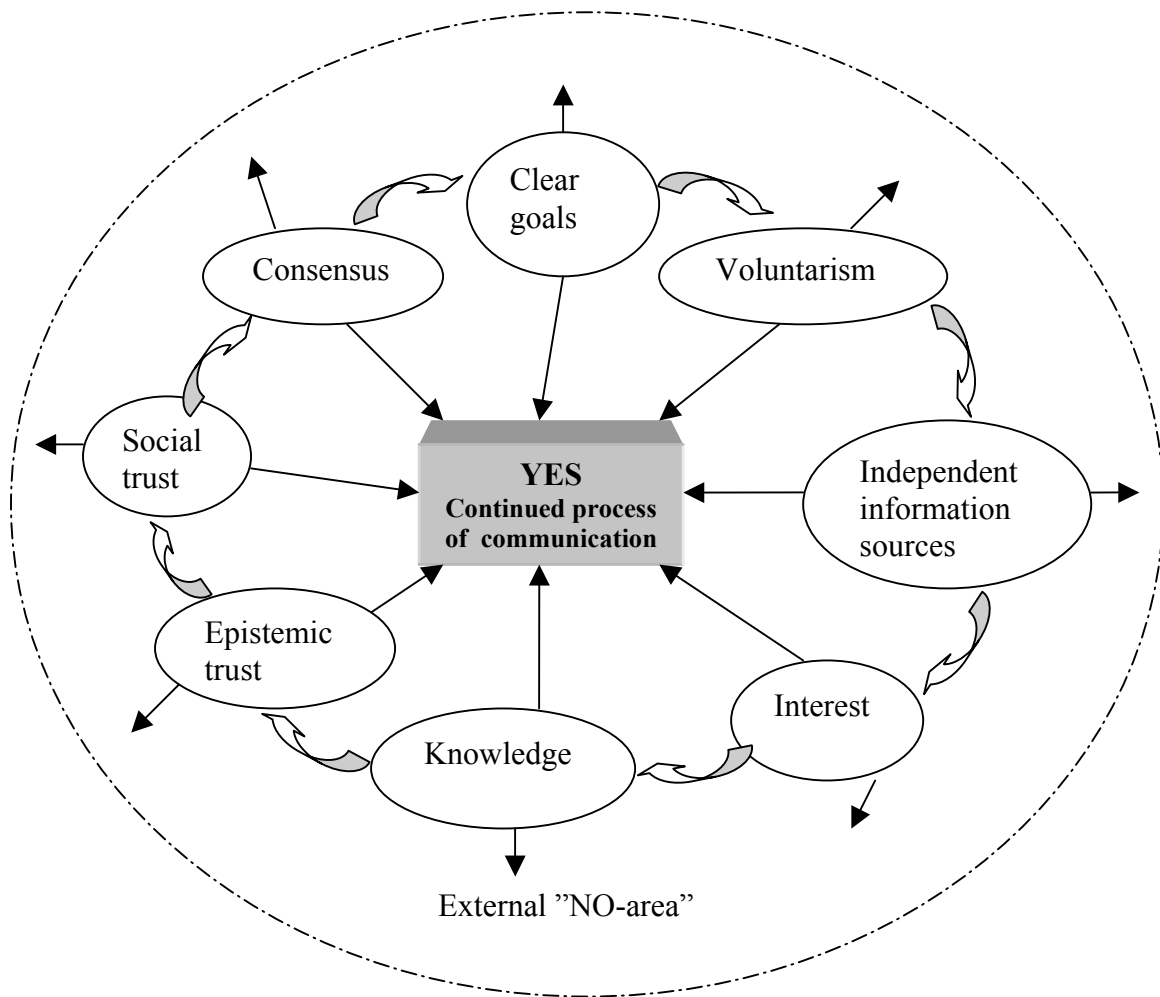 Clear
goals
Consensus
Voluntarism
Social
trust
YES
Continued process
of communication
Independent
information
sources
Epistemic
trust
Interest
Knowledge
External ”NO-area”